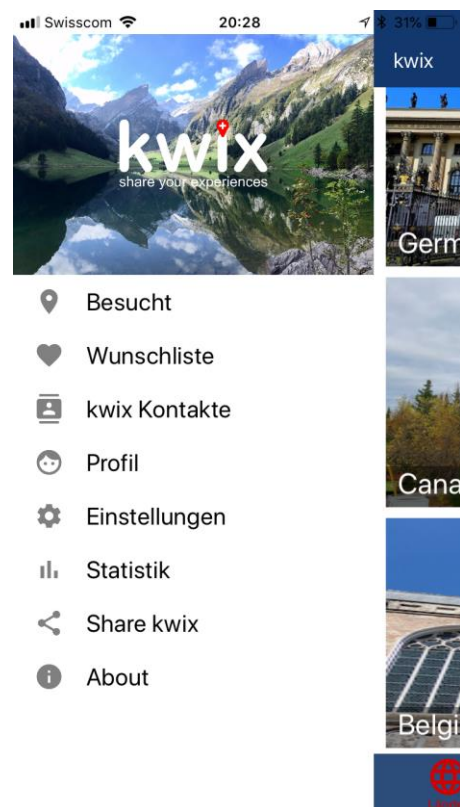 Swisscom
20:28
31%
kwix
kwix
share your experiences
Besucht
Wunschliste
kwix Kontakte
Profil
Einstellungen
Statistik
Share kwix
About
Germ
Cana
Belgi